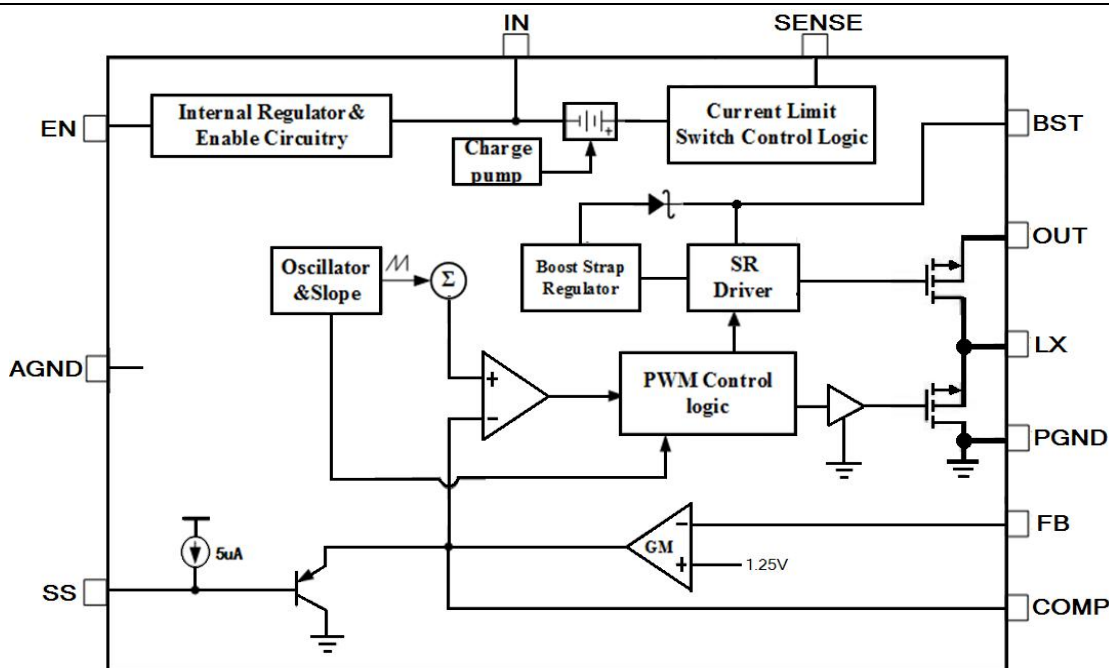 IN
SENSE
EN
Internal Regulator&
Enable Circuitry
+
Current Limit
Switch Control Logic
BST
Charge
pump
OUT
Oscillator
&Slope
Σ
Boost Strap
Regulator
SR
Driver
LX
AGND
+
-
PWM Control
logic
PGND
5uA
-
GM
+
1.25V
FB
SS
COMP